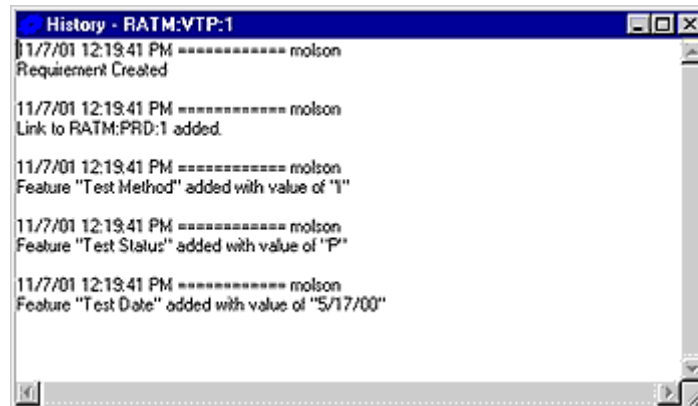 History - RATM:VTP:1
11/7/01 12:19:41 PM ============ molson
Requirement Created
11/7/01 12:19:41 PM ============ molson
Link to RATM:PRD:1 added.
11/7/01 12:19:41 PM ============ molson
Feature "Test Method" added with value of "I"
11/7/01 12:19:41 PM ============ molson
Feature "Test Status" added with value of "P"
11/7/01 12:19:41 PM ============ molson
Feature "Test Date" added with value of "5/17/00"